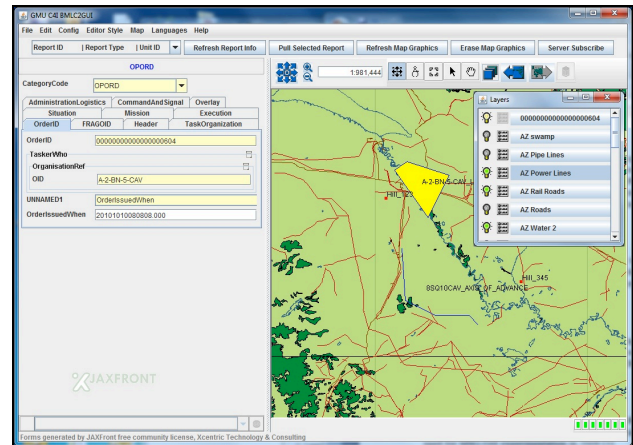 GMU C4I BMLC2GUI
File Edit Config Editor Style Map Languages Help
Report ID | Report Type | Unit ID Refresh Report Info Pull Selected Report Refresh Map Graphics Erase Map Graphics Server Subscribe
OPORD
CategoryCode OPORD
AdministrationLogistics CommandAndSignal Overlay
Situation Mission Execution
OrderID FRAGOID Header TaskOrganization
OrderID 00000000000000000604
TaskerWho
OrganisationRef
OID A-2-BN-5-CAV
UNNAMED1 OrderIssuedWhen
OrderIssuedWhen 20101010080808.000
JAXFRONT
Forms generated by JAXFront free community license, Xcentric Technology & Consulting
1:981,444
Layers
00000000000000000604
AZ swamp
AZ Pipe Lines
AZ Power Lines
AZ Rail Roads
AZ Roads
AZ Water 2
A-2-BN-5-CAV
Hill_345
8SQ10CAV_AXIS_OF_ADVANCE